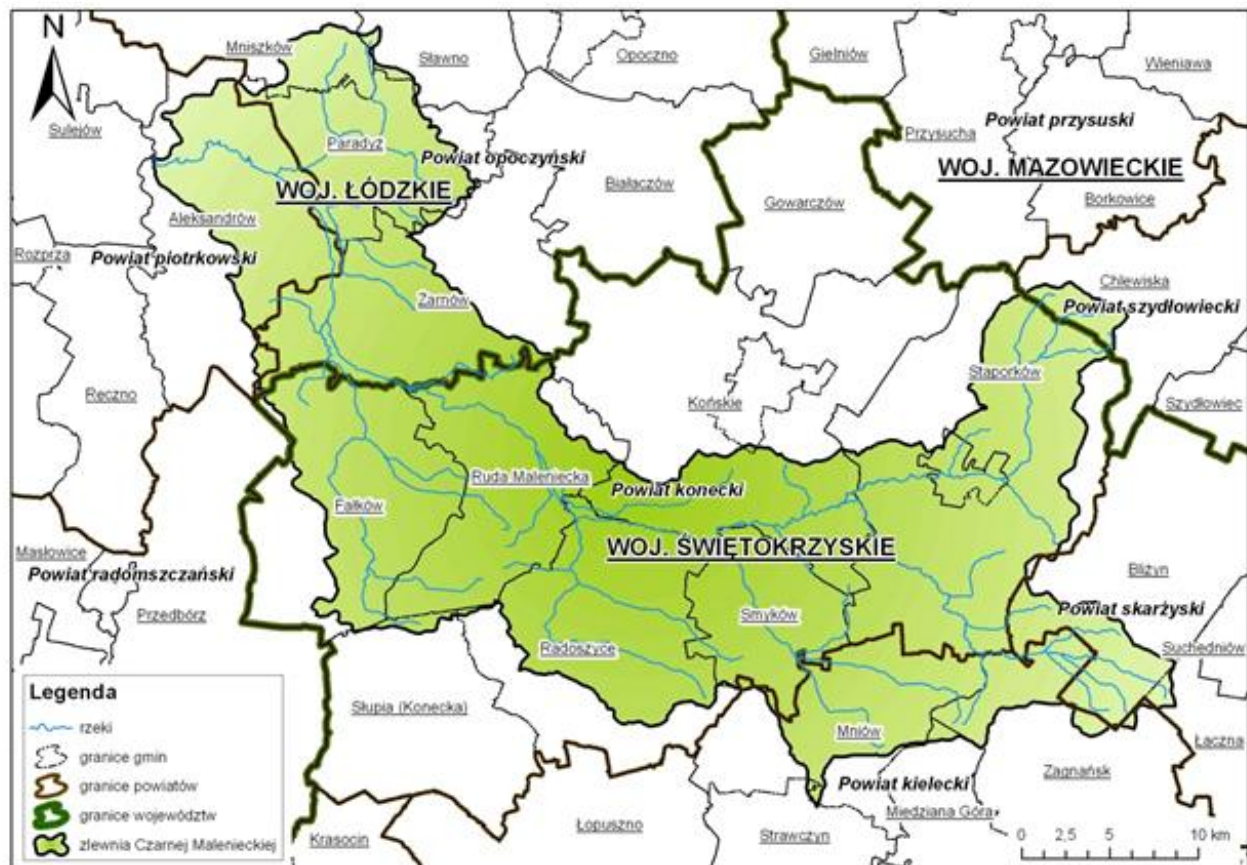 N
Mniszków
Sławno
Opoczno
Gielniów
Wieniawa
Sulejów
Paradyż
Powiat opoczyński
Przysucha
Powiat przysuski
WOJ. ŁÓDZKIE
Białaczów
WOJ. MAZOWIECKIE
Gowarczów
Borkowice
Aleksandrów
Rozprza
Powiat piotrkowski
Chlewiska
Żarnów
Powiat szydłowiecki
Staporków
Ręczno
Końskie
Szydłowiec
Ruda Maleniecka
Powiat konecki
Fałków
WOJ. ŚWIĘTOKRZYSKIE
Masłowice
Powiat radomszczański
Bliżyn
Przedbórz
Smyków
Powiat skarżyski
Radoszyce
Suchedniów
Legenda
rzeki
granice gmin
granice powiatów
granice województw
zlewnia Czarnej Malenieckiej
Słupia (Konecka)
Mniów
Łączna
Zagnańsk
Powiat kielecki
Miedziana Góra
Łopuszno
Strawczyn
Krasocin
0 2,5 5 10 km